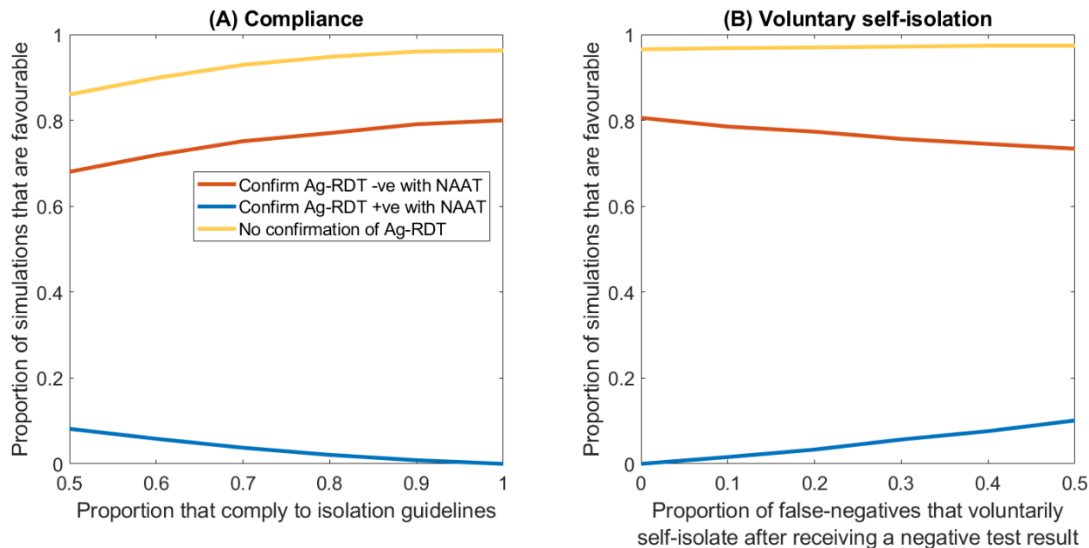 (A) Compliance
Proportion of simulations that are favourable
1
0.8
0.6
0.4
0.2
0
0.5
0.6
0.7
0.8
0.9
1
Proportion that comply to isolation guidelines
Confirm Ag-RDT -ve with NAAT
Confirm Ag-RDT +ve with NAAT
No confirmation of Ag-RDT
(B) Voluntary self-isolation
Proportion of simulations that are favourable
1
0.8
0.6
0.4
0.2
0
0
0.1
0.2
0.3
0.4
0.5
Proportion of false-negatives that voluntarily
self-isolate after receiving a negative test result